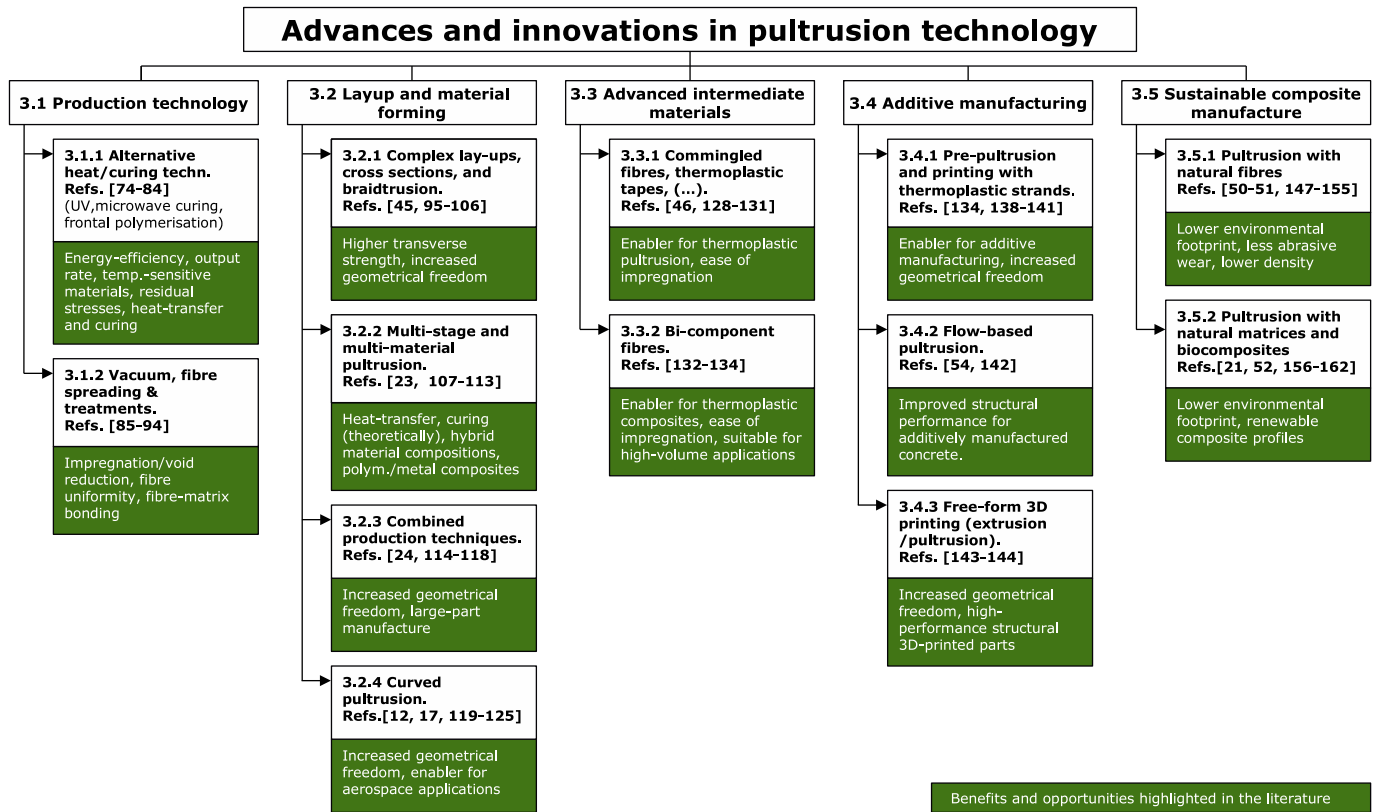 Advances and innovations in pultrusion technology
3.1 Production technology
3.1.1 Alternative
heat/curing techn.
Refs. [74-84]
(UV,microwave curing,
frontal polymerisation)
Energy-efficiency, output
rate, temp.-sensitive
materials, residual
stresses, heat-transfer
and curing
3.1.2 Vacuum, fibre
spreading &
treatments.
Refs. [85-94]
Impregnation/void
reduction, fibre
uniformity, fibre-matrix
bonding
3.2 Layup and material
forming
3.2.1 Complex lay-ups,
cross sections, and
braidtrusion.
Refs. [45, 95-106]
Higher transverse
strength, increased
geometrical freedom
3.2.2 Multi-stage and
multi-material
pultrusion.
Refs. [23, 107-113]
Heat-transfer, curing
(theoretically), hybrid
material compositions,
polym./metal composites
3.2.3 Combined
production techniques.
Refs. [24, 114-118]
Increased geometrical
freedom, large-part
manufacture
3.2.4 Curved
pultrusion.
Refs.[12, 17, 119-125]
Increased geometrical
freedom, enabler for
aerospace applications
3.3 Advanced intermediate
materials
3.3.1 Commingled
fibres, thermoplastic
tapes, (...).
Refs. [46, 128-131]
Enabler for thermoplastic
pultrusion, ease of
impregnation
3.3.2 Bi-component
fibres.
Refs. [132-134]
Enabler for thermoplastic
composites, ease of
impregnation, suitable for
high-volume applications
3.4 Additive manufacturing
3.4.1 Pre-pultrusion
and printing with
thermoplastic strands.
Refs. [134, 138-141]
Enabler for additive
manufacturing, increased
geometrical freedom
3.4.2 Flow-based
pultrusion.
Refs. [54, 142]
Improved structural
performance for
additively manufactured
concrete.
3.4.3 Free-form 3D
printing (extrusion
/pultrusion).
Refs. [143-144]
Increased geometrical
freedom, high-
performance structural
3D-printed parts
3.5 Sustainable composite
manufacture
3.5.1 Pultrusion with
natural fibres
Refs. [50-51, 147-155]
Lower environmental
footprint, less abrasive
wear, lower density
3.5.2 Pultrusion with
natural matrices and
biocomposites
Refs.[21, 52, 156-162]
Lower environmental
footprint, renewable
composite profiles
Benefits and opportunities highlighted in the literature